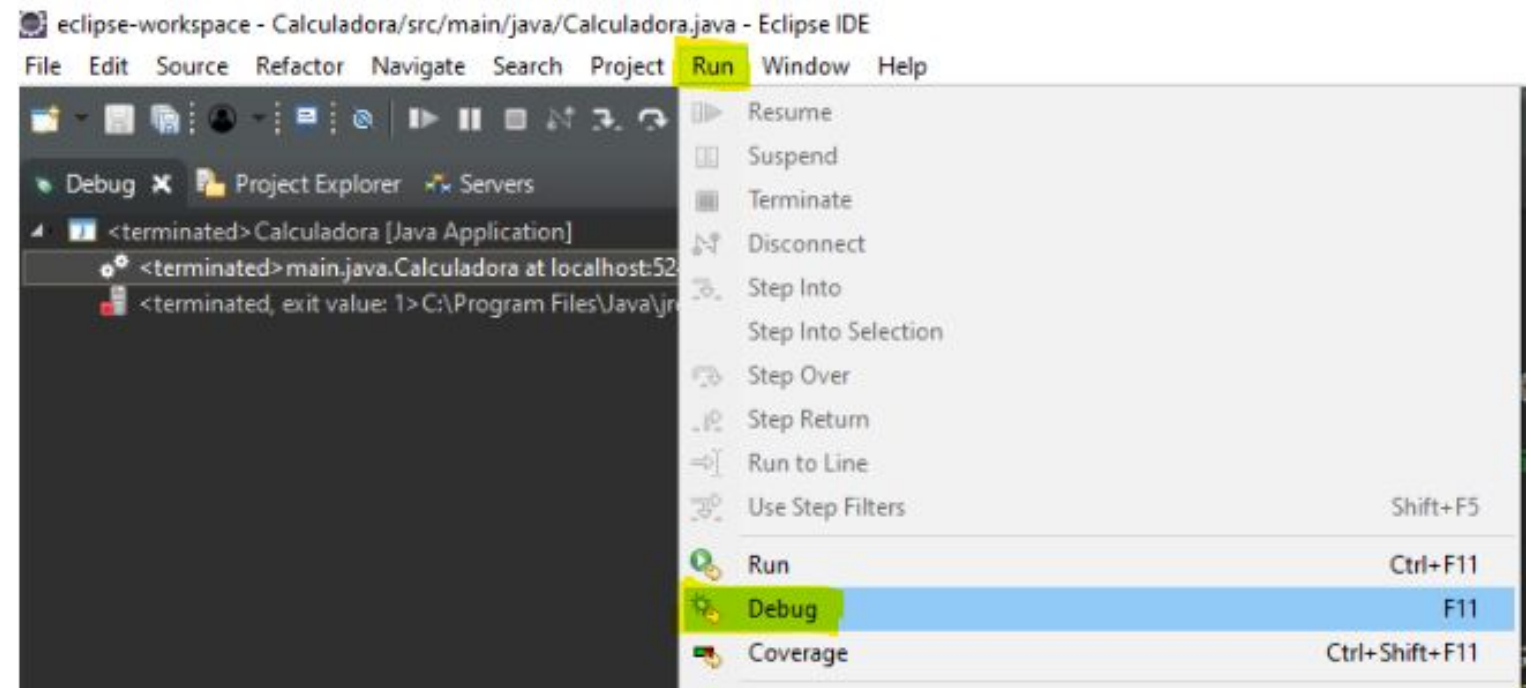 eclipse-workspace - Calculadora/src/main/java/Calculadora.java - Eclipse IDE
File Edit Source Refactor Navigate Search Project Run Window Help
Debug Project Explorer Servers
<terminated>Calculadora [Java Application]
<terminated>main.java.Calculadora at localhost:52
<terminated, exit value: 1>C:\Program Files\Java\jr
Resume
Suspend
Terminate
Disconnect
Step Into
Step Into Selection
Step Over
Step Return
Run to Line
Use Step Filters Shift+F5
Run Ctrl+F11
Debug F11
Coverage Ctrl+Shift+F11